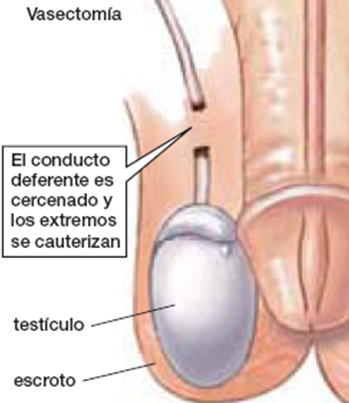 Vasectomía
El conducto
deferente es
cercenado y
los extremos
se cauterizan
testículo
escroto